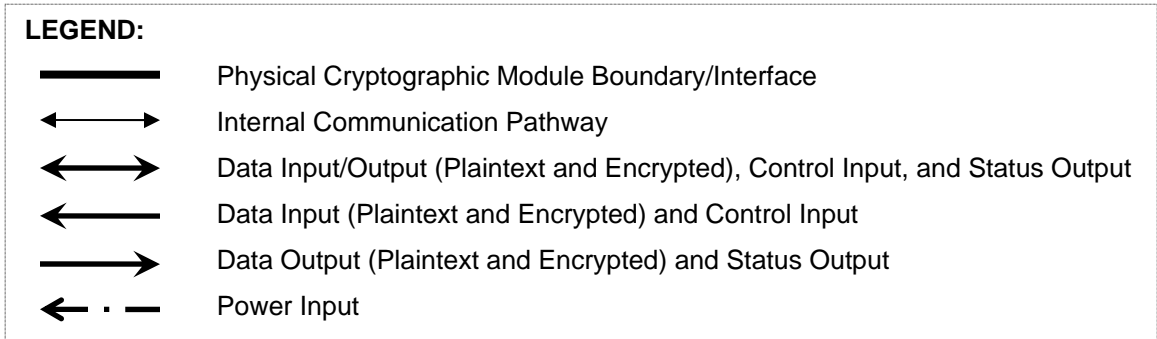 LEGEND:
Physical Cryptographic Module Boundary/Interface
Internal Communication Pathway
Data Input/Output (Plaintext and Encrypted), Control Input, and Status Output
Data Input (Plaintext and Encrypted) and Control Input
Data Output (Plaintext and Encrypted) and Status Output
Power Input